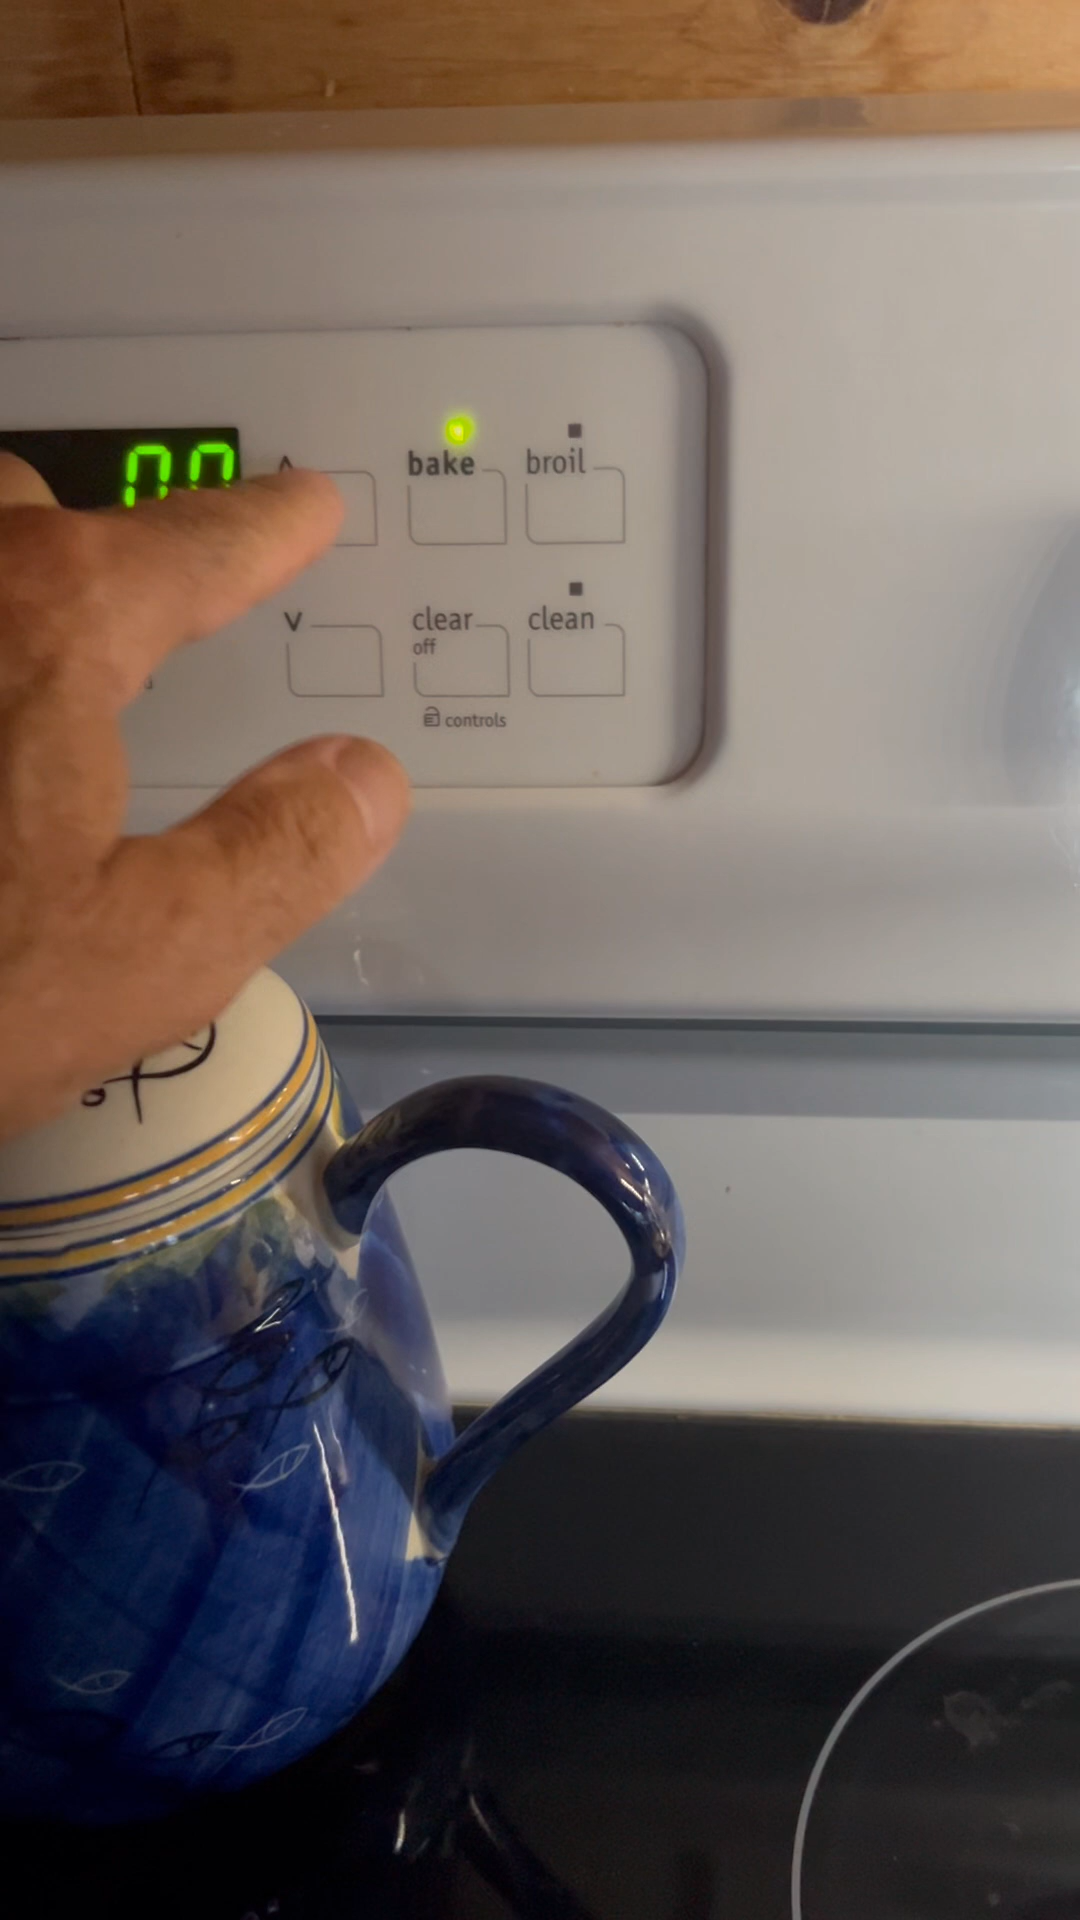 00
∧ bake broil
∨ clear clean
off
controls